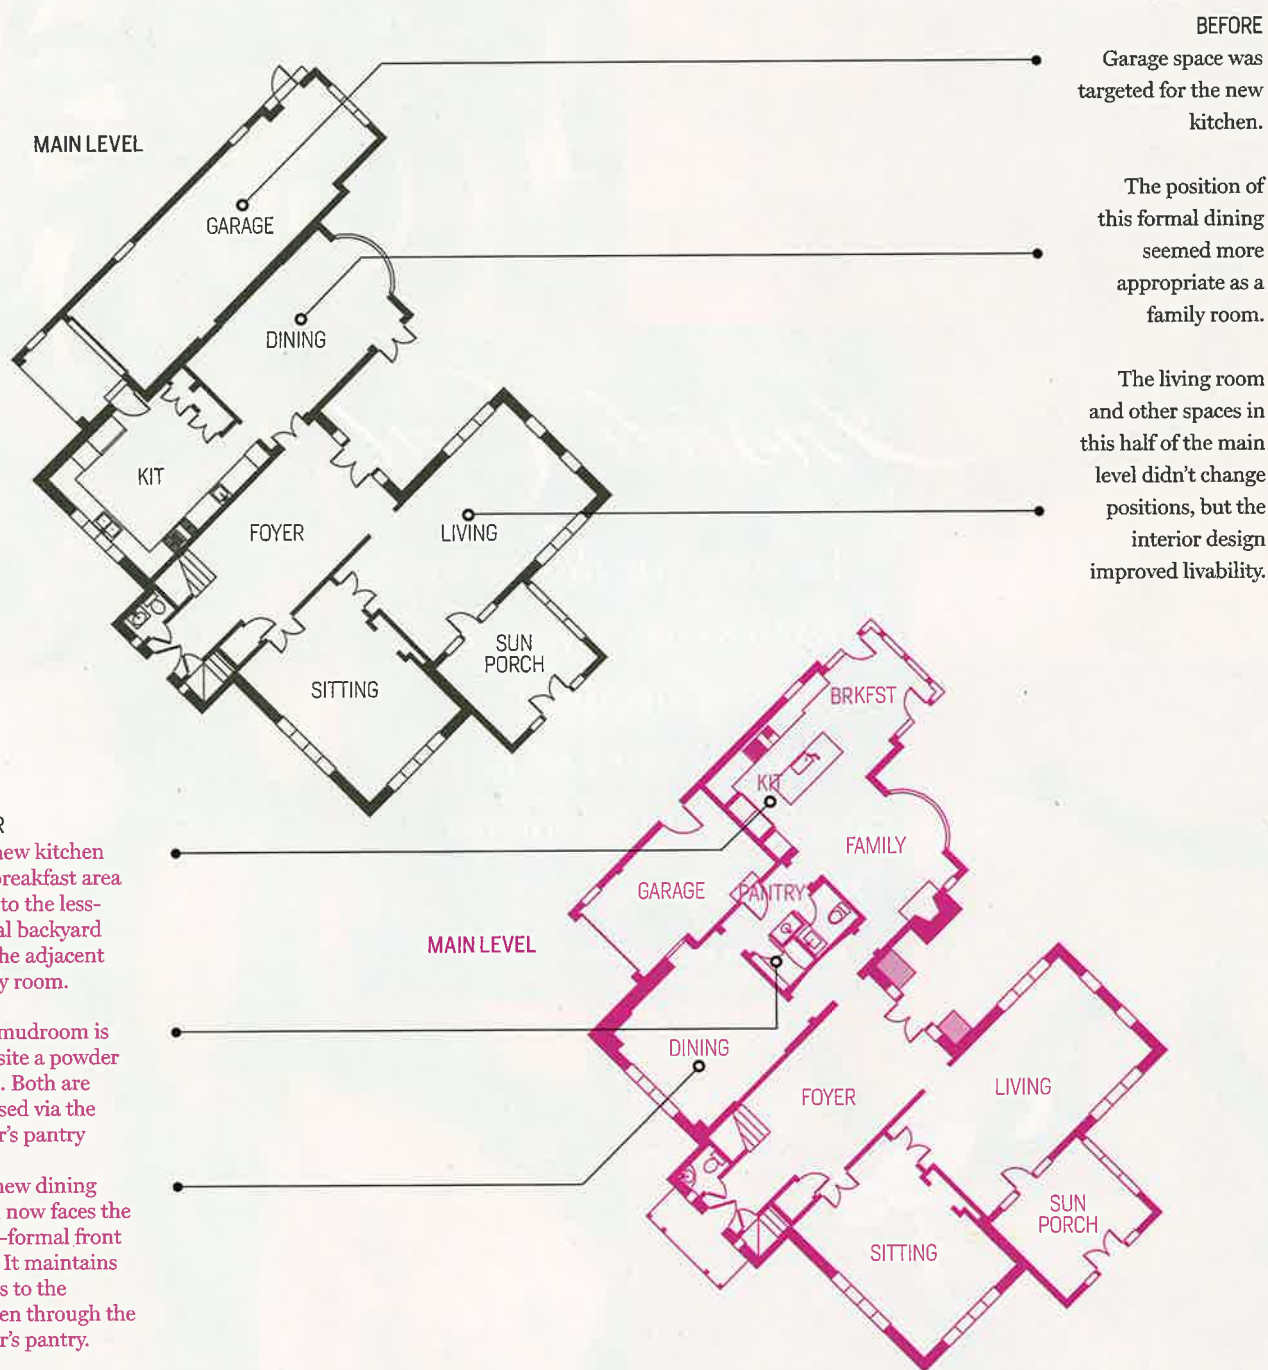 BEFORE
Garage space was
targeted for the new
kitchen.
The position of
this formal dining
seemed more
appropriate as a
family room.
The living room
and other spaces in
this half of the main
level didn't change
positions, but the
interior design
improved livability.
MAIN LEVEL
GARAGE
DINING
KIT
FOYER
LIVING
SUN
PORCH
SITTING
R
new kitchen
breakfast area
to the less-
al backyard
he adjacent
y room.
mudroom is
site a powder
. Both are
sed via the
r's pantry
new dining
now faces the
-formal front
. It maintains
s to the
en through the
r's pantry.
MAIN LEVEL
BRKFST
KIT
FAMILY
GARAGE
PANTRY
DINING
FOYER
LIVING
SUN
PORCH
SITTING